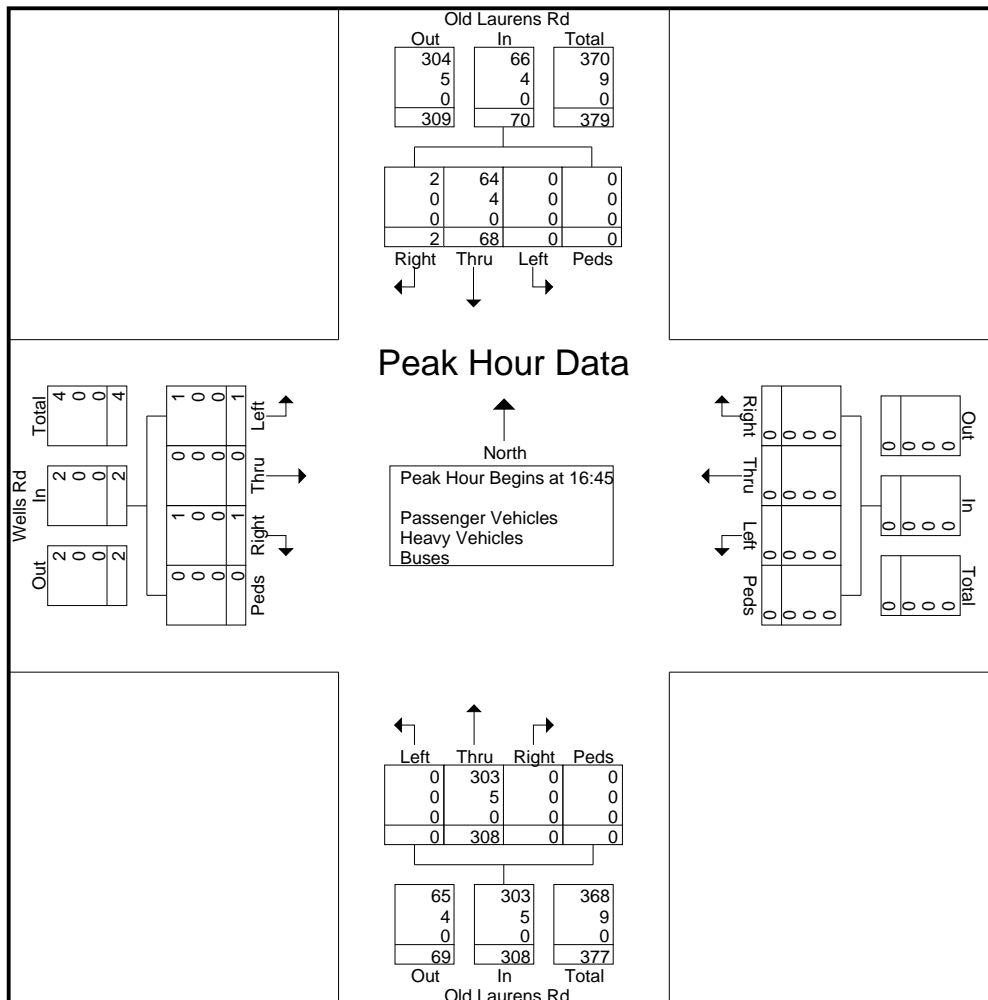 Old Laurens Rd
Out In Total
304 66 370
5 4 9
0 0 0
309 70 379
2 64 0 0
0 4 0 0
0 0 0 0
2 68 0 0
Right Thru Left Peds
Peak Hour Data
North
Peak Hour Begins at 16:45
Passenger Vehicles
Heavy Vehicles
Buses
Wells Rd
Out In Total
2 2 4
0 0 0
0 0 0
2 2 4
Left Thru Right Peds
1 0 1 0
0 0 0 0
0 0 0 0
1 0 1 0
Right Thru Left Peds
0 0 0 0
0 0 0 0
0 0 0 0
0 0 0 0
Out In Total
0 0 0
0 0 0
0 0 0
0 0 0
Left Thru Right Peds
0 303 0 0
0 5 0 0
0 0 0 0
0 308 0 0
65 303 368
4 5 9
0 0 0
69 308 377
Out In Total
Old Laurens Rd